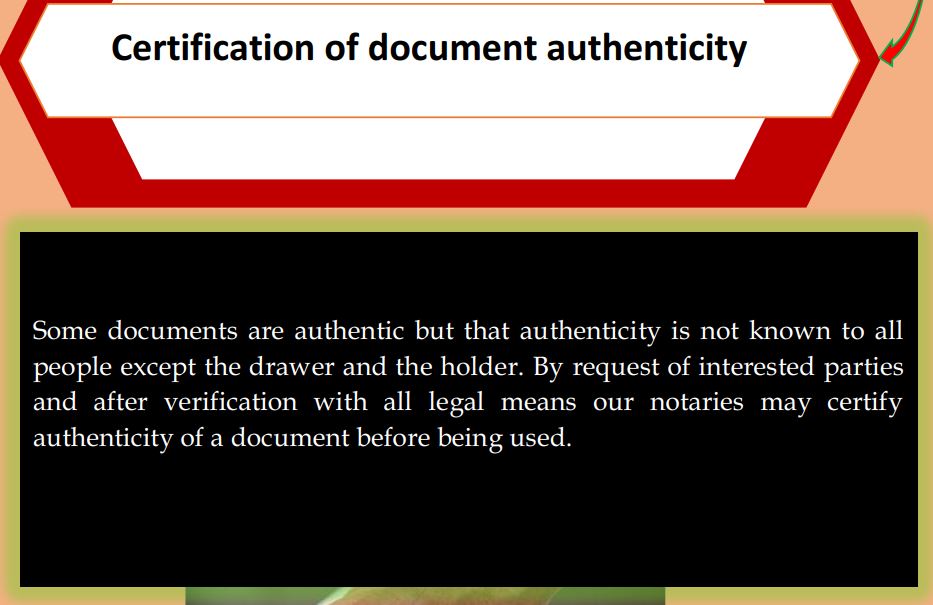 Certification of document authenticity
Some documents are authentic but that authenticity is not known to all
people except the drawer and the holder. By request of interested parties
and after verification with all legal means our notaries may certify
authenticity of a document before being used.